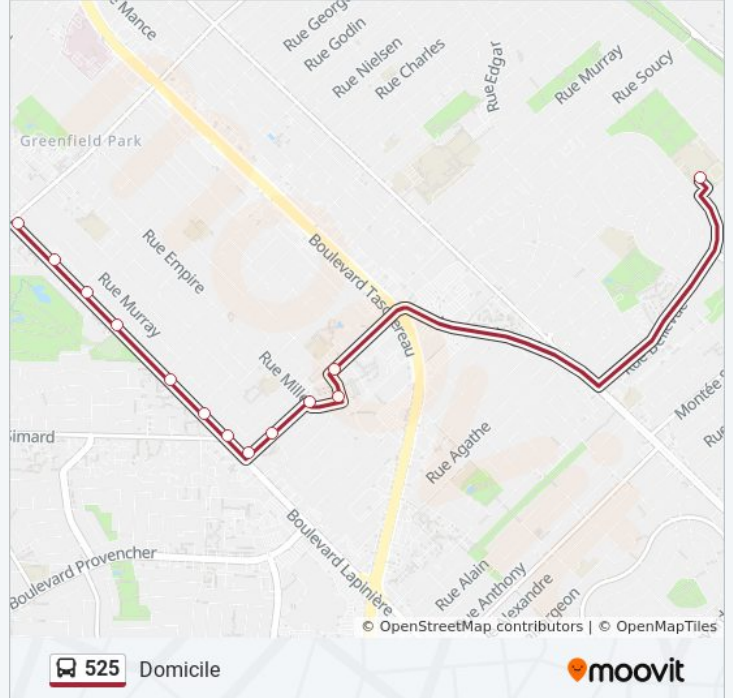 Mance
Rue Godin
Rue Nielsen
Rue Charles
Rue Edgar
Rue Murray
Rue Soucy
Greenfield Park
Rue Empire
Boulevard
Rue Murray
Rue
Montée
Simard
Rue Agathe
Boulevard Provencher
Boulevard Lapinière
Rue Alain
Rue Anthony
© OpenStreetMap contributors | © OpenMapTiles
525 Domicile
moovit